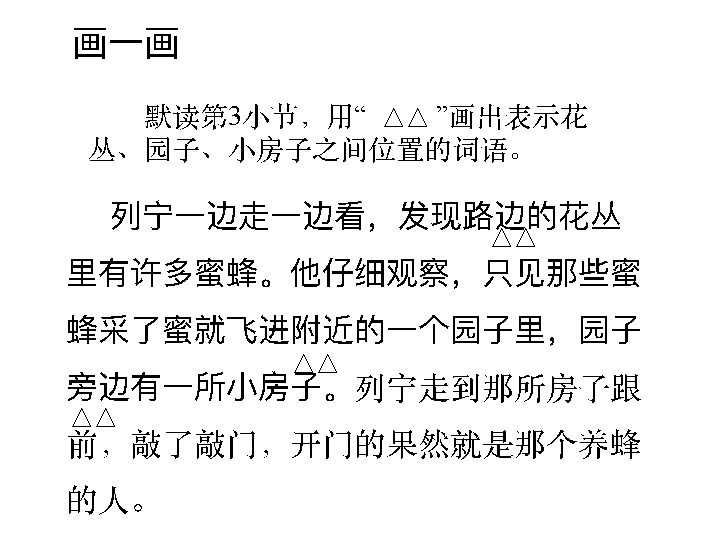 画一画
默读第3小节，用“ △△ ”画出表示花
丛、园子、小房子之间位置的词语。
列宁一边走一边看，发现路边的花丛
△△
里有许多蜜蜂。他仔细观察，只见那些蜜
蜂采了蜜就飞进附近的一个园子里，园子
△△
旁边有一所小房子。列宁走到那所房子跟
△△
前，敲了敲门，开门的果然就是那个养蜂
的人。